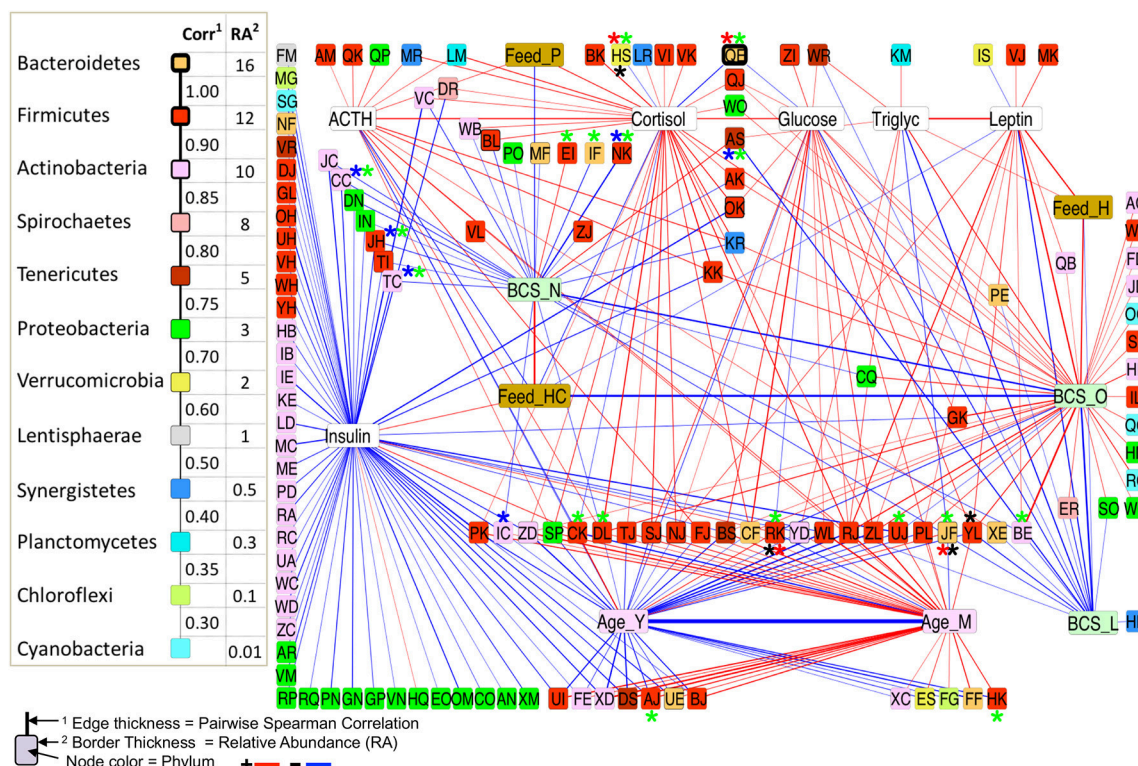 Corr1 RA2
Bacteroidetes 16
1.00
Firmicutes 12
0.90
Actinobacteria 10
0.85
Spirochaetes 8
0.80
Tenericutes 5
0.75
Proteobacteria 3
0.70
Verrucomicrobia 2
0.60
Lentisphaerae 1
0.50
Synergistetes 0.5
0.40
Planctomycetes 0.3
0.35
Chloroflexi 0.1
0.30
Cyanobacteria 0.01
FM AM QK QP MR LM Feed_P BK HS LR VI VK QF ZI WR KM IS VJ MK
MG
SG
NF
VR
DJ
GL
OH
UH
VH
WH
YH
HB
IB
IE
KE
LD
MC
ME
PD
RA
RC
UA
WC
WD
ZC
AR
VM
VC DR QJ
WO
ACTH Cortisol Glucose Triglyc Leptin
WB
BL
PO MF EI IF NK
AS
AK
OK
KR
KK
JC
CC
DN
IN
JH
TI
TC
VL ZJ
BCS_N
Feed_H
QB
PE
CQ
Feed_HC BCS_O
GK
Insulin
ER SO
PK IC ZD SP CK DL TJ SJ NJ FJ BS CF RK YD WL RJ ZL UJ PL JF YL XE BE
Age_Y Age_M BCS_L
RP RQ PN GN GP VN HQ EO OM CO AN XM UI FE XD DS AJ UE BJ XC ES FG FF HK
1 Edge thickness = Pairwise Spearman Correlation
2 Border Thickness = Relative Abundance (RA)
Node color = Phylum